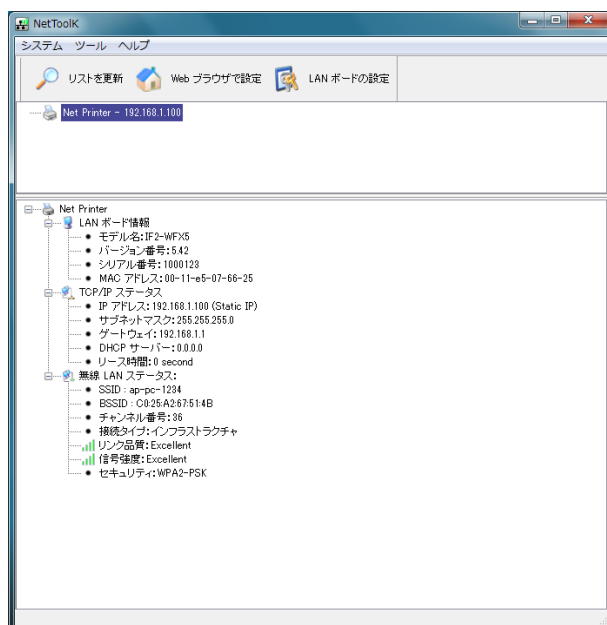 NetToolK
システム ツール ヘルプ
リストを更新 Web ブラウザで設定 LAN ボードの設定
Net Printer - 192.168.1.100
Net Printer
LAN ボード情報
モデル名:IF2-WFX5
バージョン番号:5.42
シリアル番号:1000123
MAC アドレス:00-11-e5-07-66-25
TCP/IP ステータス
IP アドレス:192.168.1.100 (Static IP)
サブネットマスク:255.255.255.0
ゲートウェイ:192.168.1.1
DHCP サーバー:0.0.0.0
リース時間:0 second
無線 LAN ステータス:
SSID : ap-pc-1234
BSSID : C0:25:A2:67:51:4B
チャンネル番号:36
接続タイプ:インフラストラクチャ
リンク品質:Excellent
信号強度:Excellent
セキュリティ:WPA2-PSK